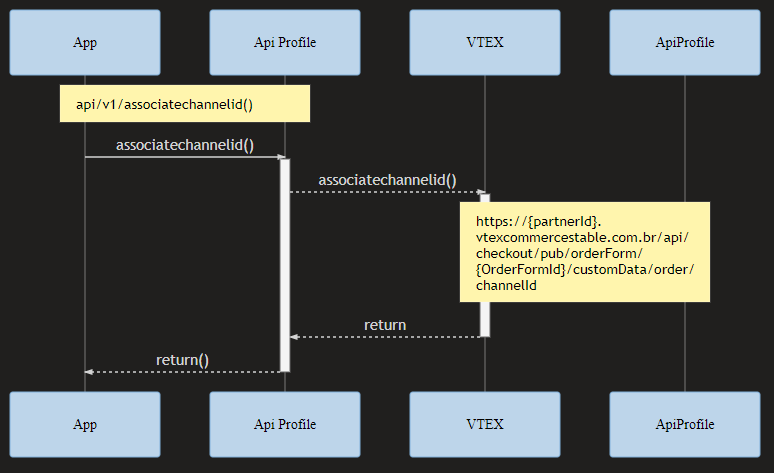 App
Api Profile
VTEX
ApiProfile
api/v1/associatechannelid()
associatechannelid()
associatechannelid()
https://{partnerId}.
vtexcommercestable.com.br/api/
checkout/pub/orderForm/
{OrderFormId}/customData/order/
channelId
return
return()
App
Api Profile
VTEX
ApiProfile